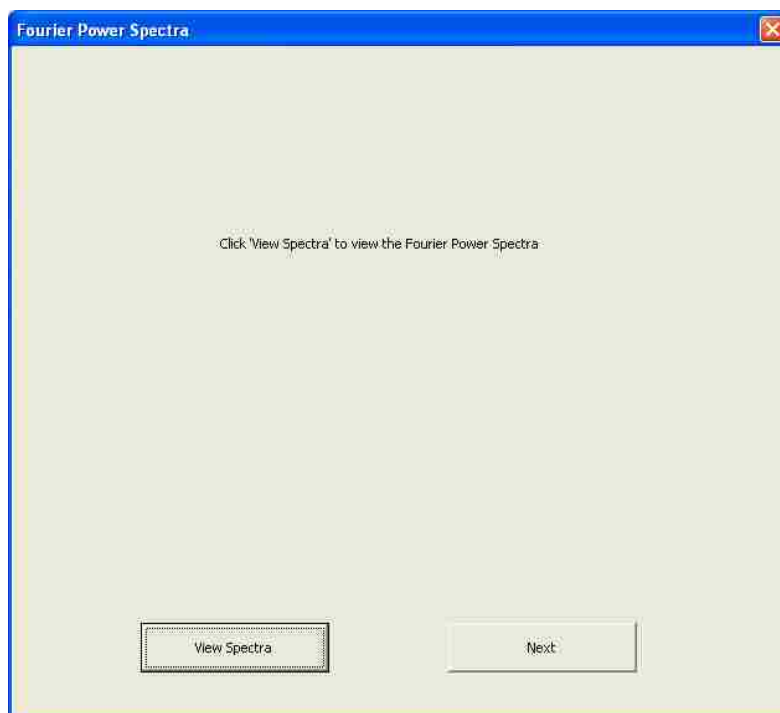 Fourier Power Spectra
Click 'View Spectra' to view the Fourier Power Spectra
View Spectra
Next